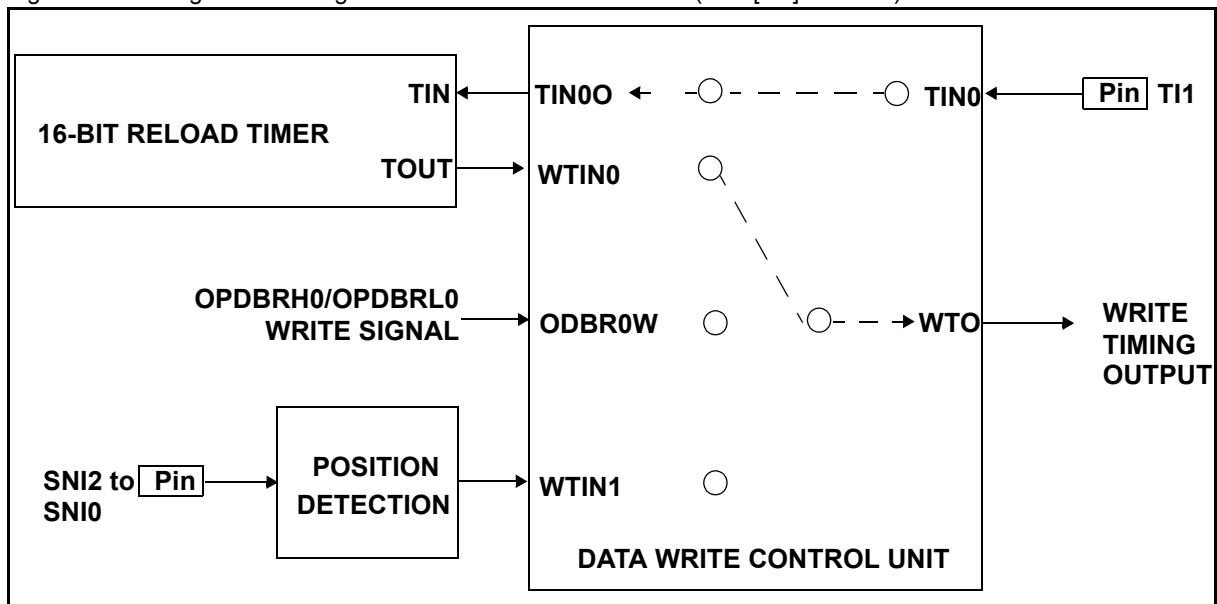 TIN
TIN0O
TIN0
Pin
TI1
16-BIT RELOAD TIMER
TOUT
WTIN0
OPDBRH0/OPDBRL0
WRITE SIGNAL
ODBR0W
WTO
WRITE
TIMING
OUTPUT
SNI2 to
Pin
SNI0
POSITION
DETECTION
WTIN1
DATA WRITE CONTROL UNIT